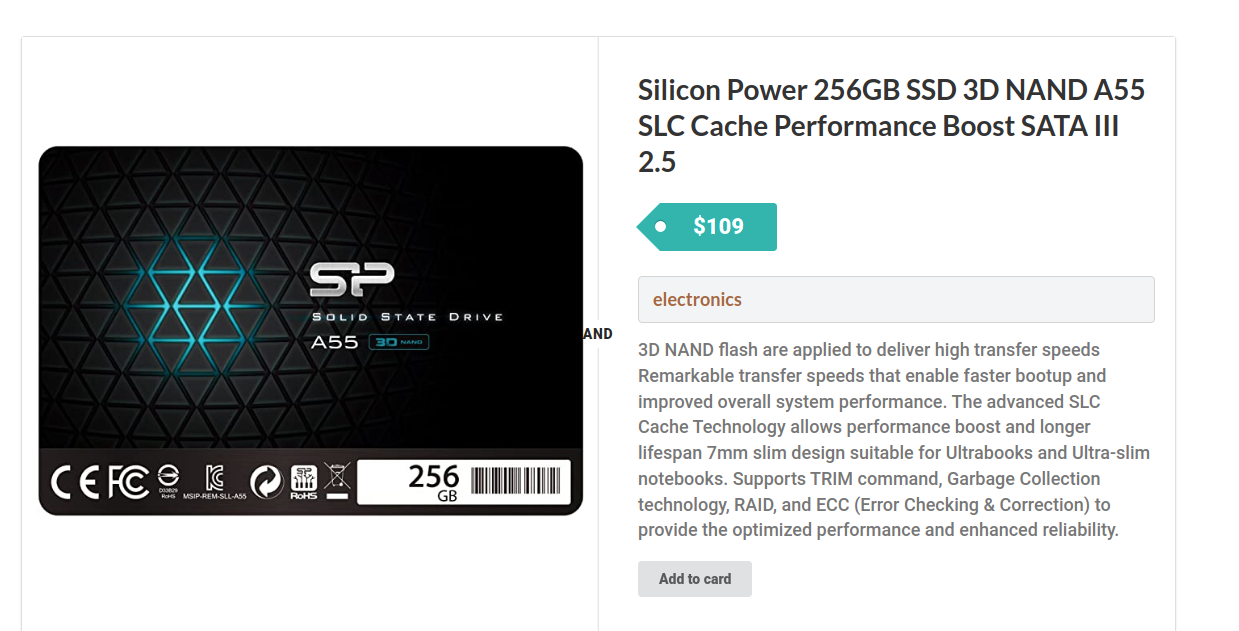 SP
SOLID STATE DRIVE
A55 3D NAND
CE FC D33B29 RoHS MSIP-REM-SLL-A55 SP RoHS
256
GB
AND
Silicon Power 256GB SSD 3D NAND A55
SLC Cache Performance Boost SATA III
2.5
$109
electronics
3D NAND flash are applied to deliver high transfer speeds
Remarkable transfer speeds that enable faster bootup and
improved overall system performance. The advanced SLC
Cache Technology allows performance boost and longer
lifespan 7mm slim design suitable for Ultrabooks and Ultra-slim
notebooks. Supports TRIM command, Garbage Collection
technology, RAID, and ECC (Error Checking & Correction) to
provide the optimized performance and enhanced reliability.
Add to card